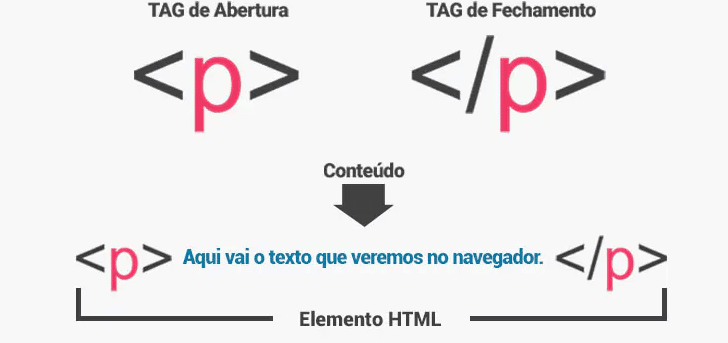 TAG de Abertura TAG de Fechamento
<p> </p>
Conteúdo
<p> Aqui vai o texto que veremos no navegador. </p>
Elemento HTML